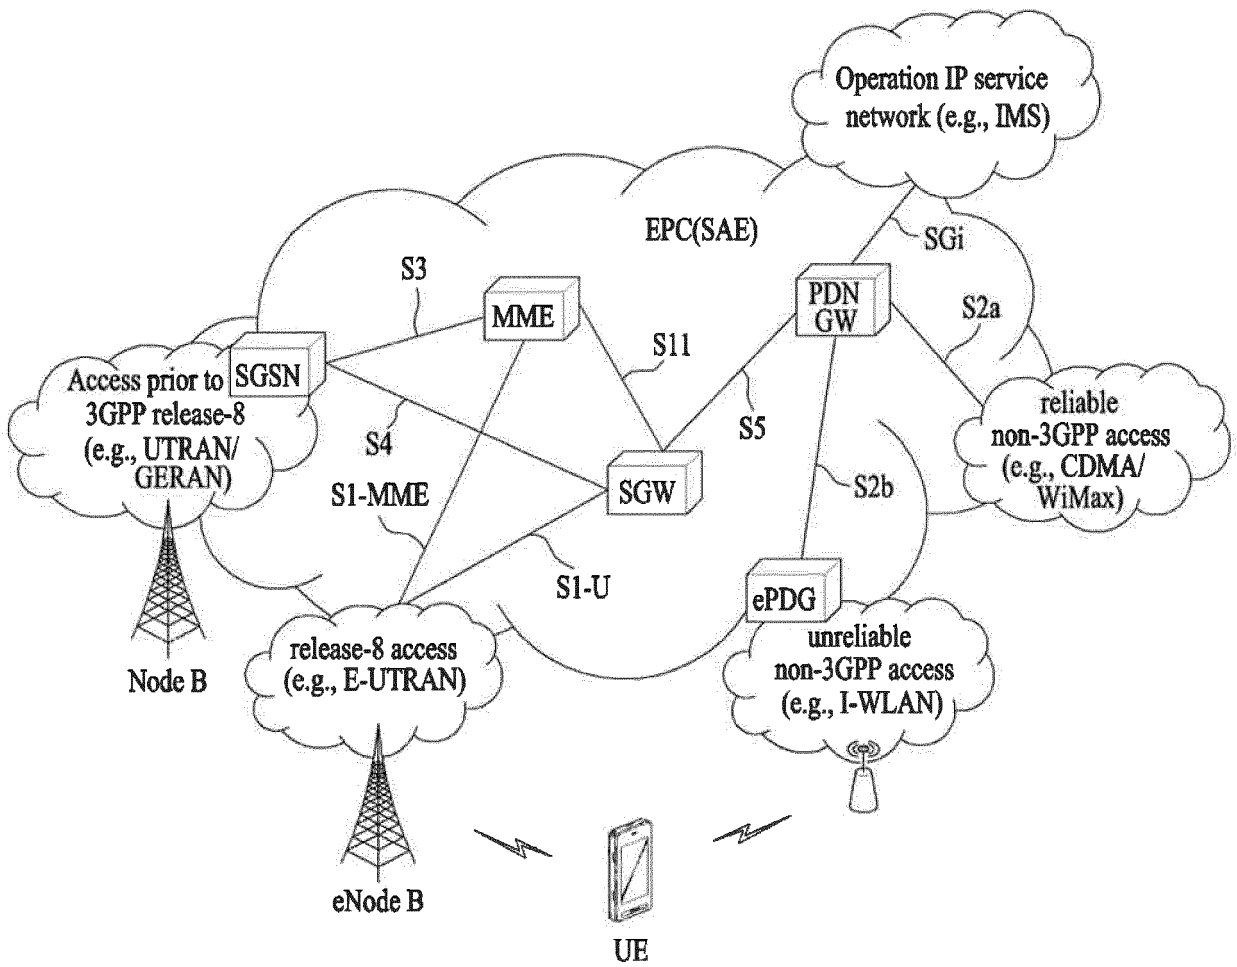 Operation IP service
network (e.g., IMS)
EPC(SAE)
SGi
S3
MME
PDN
GW
S2a
S11
SGSN
Access prior to
3GPP release-8
(e.g., UTRAN/
GERAN)
S4
S5
reliable
non-3GPP access
(e.g., CDMA/
WiMax)
S1-MME
SGW
S2b
S1-U
ePDG
Node B
release-8 access
(e.g., E-UTRAN)
unreliable
non-3GPP access
(e.g., I-WLAN)
eNode B
UE